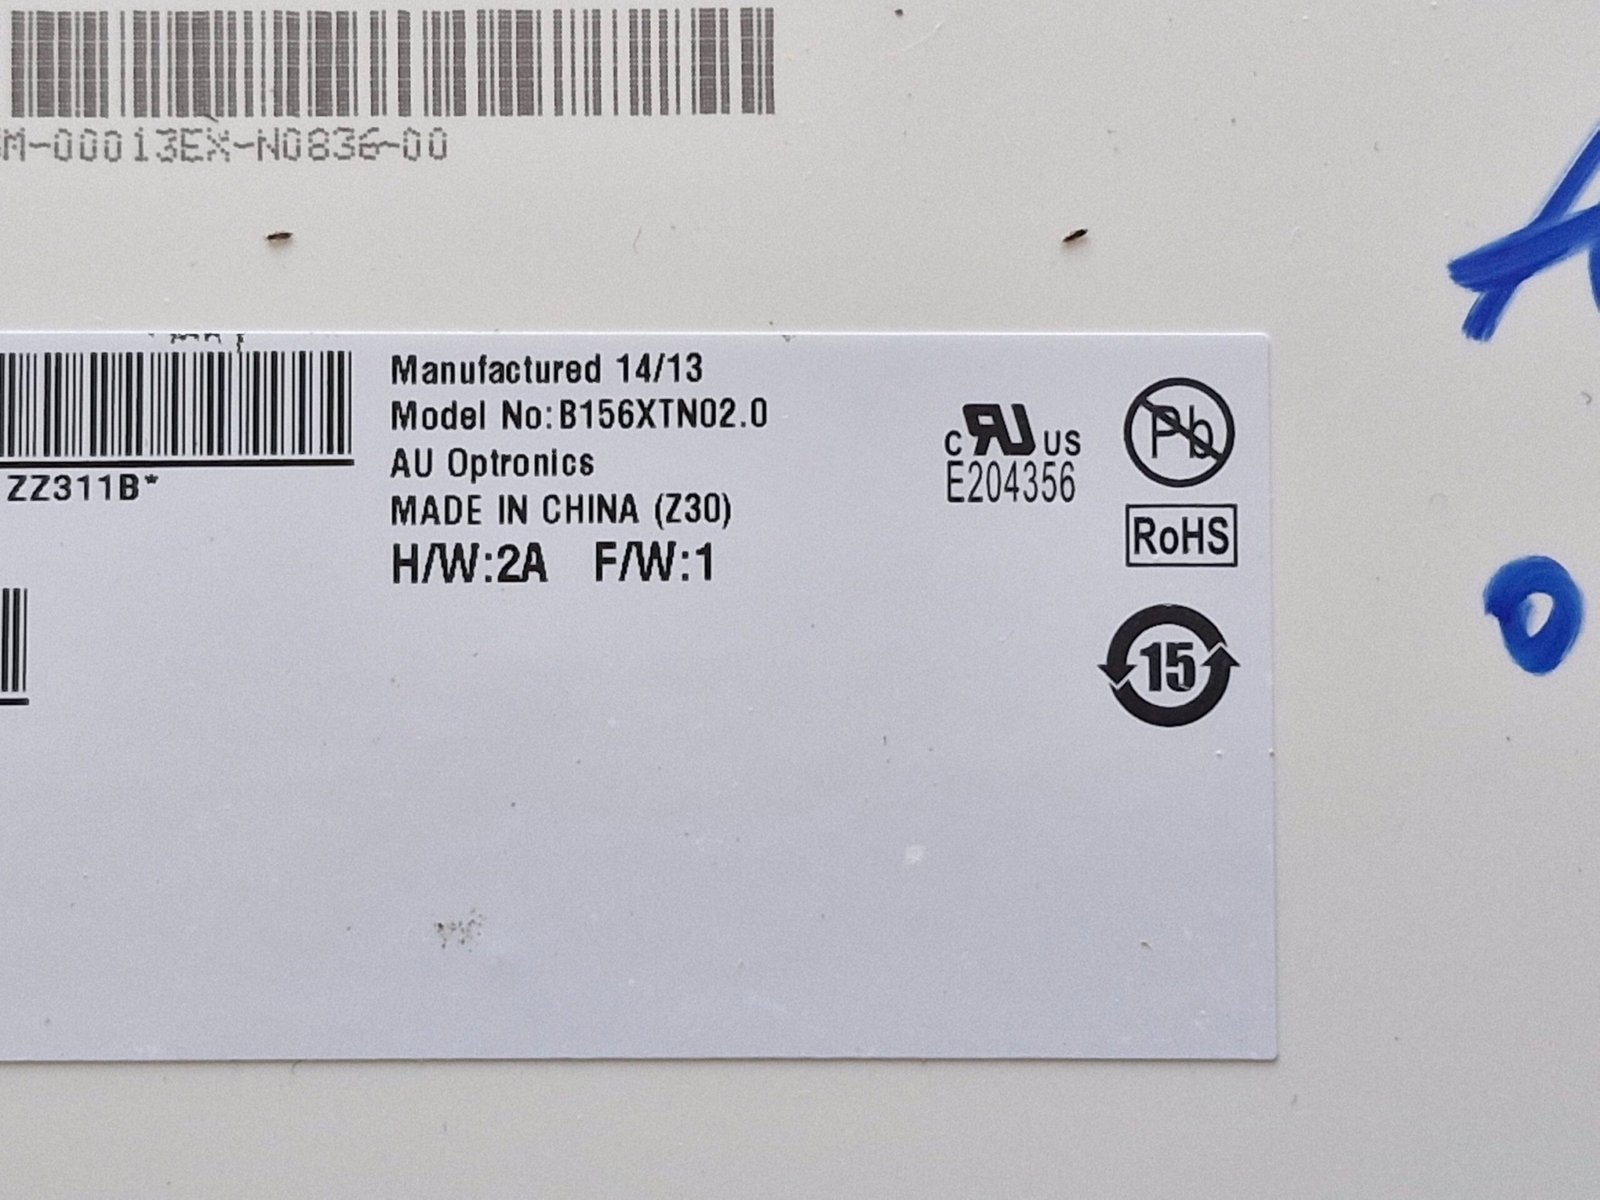 M-00013EX-N0836-00
ZZ311B*
Manufactured 14/13
Model No:B156XTN02.0
AU Optronics
MADE IN CHINA (Z30)
H/W:2A F/W:1
c RU US
E204356
Pb
RoHS
15